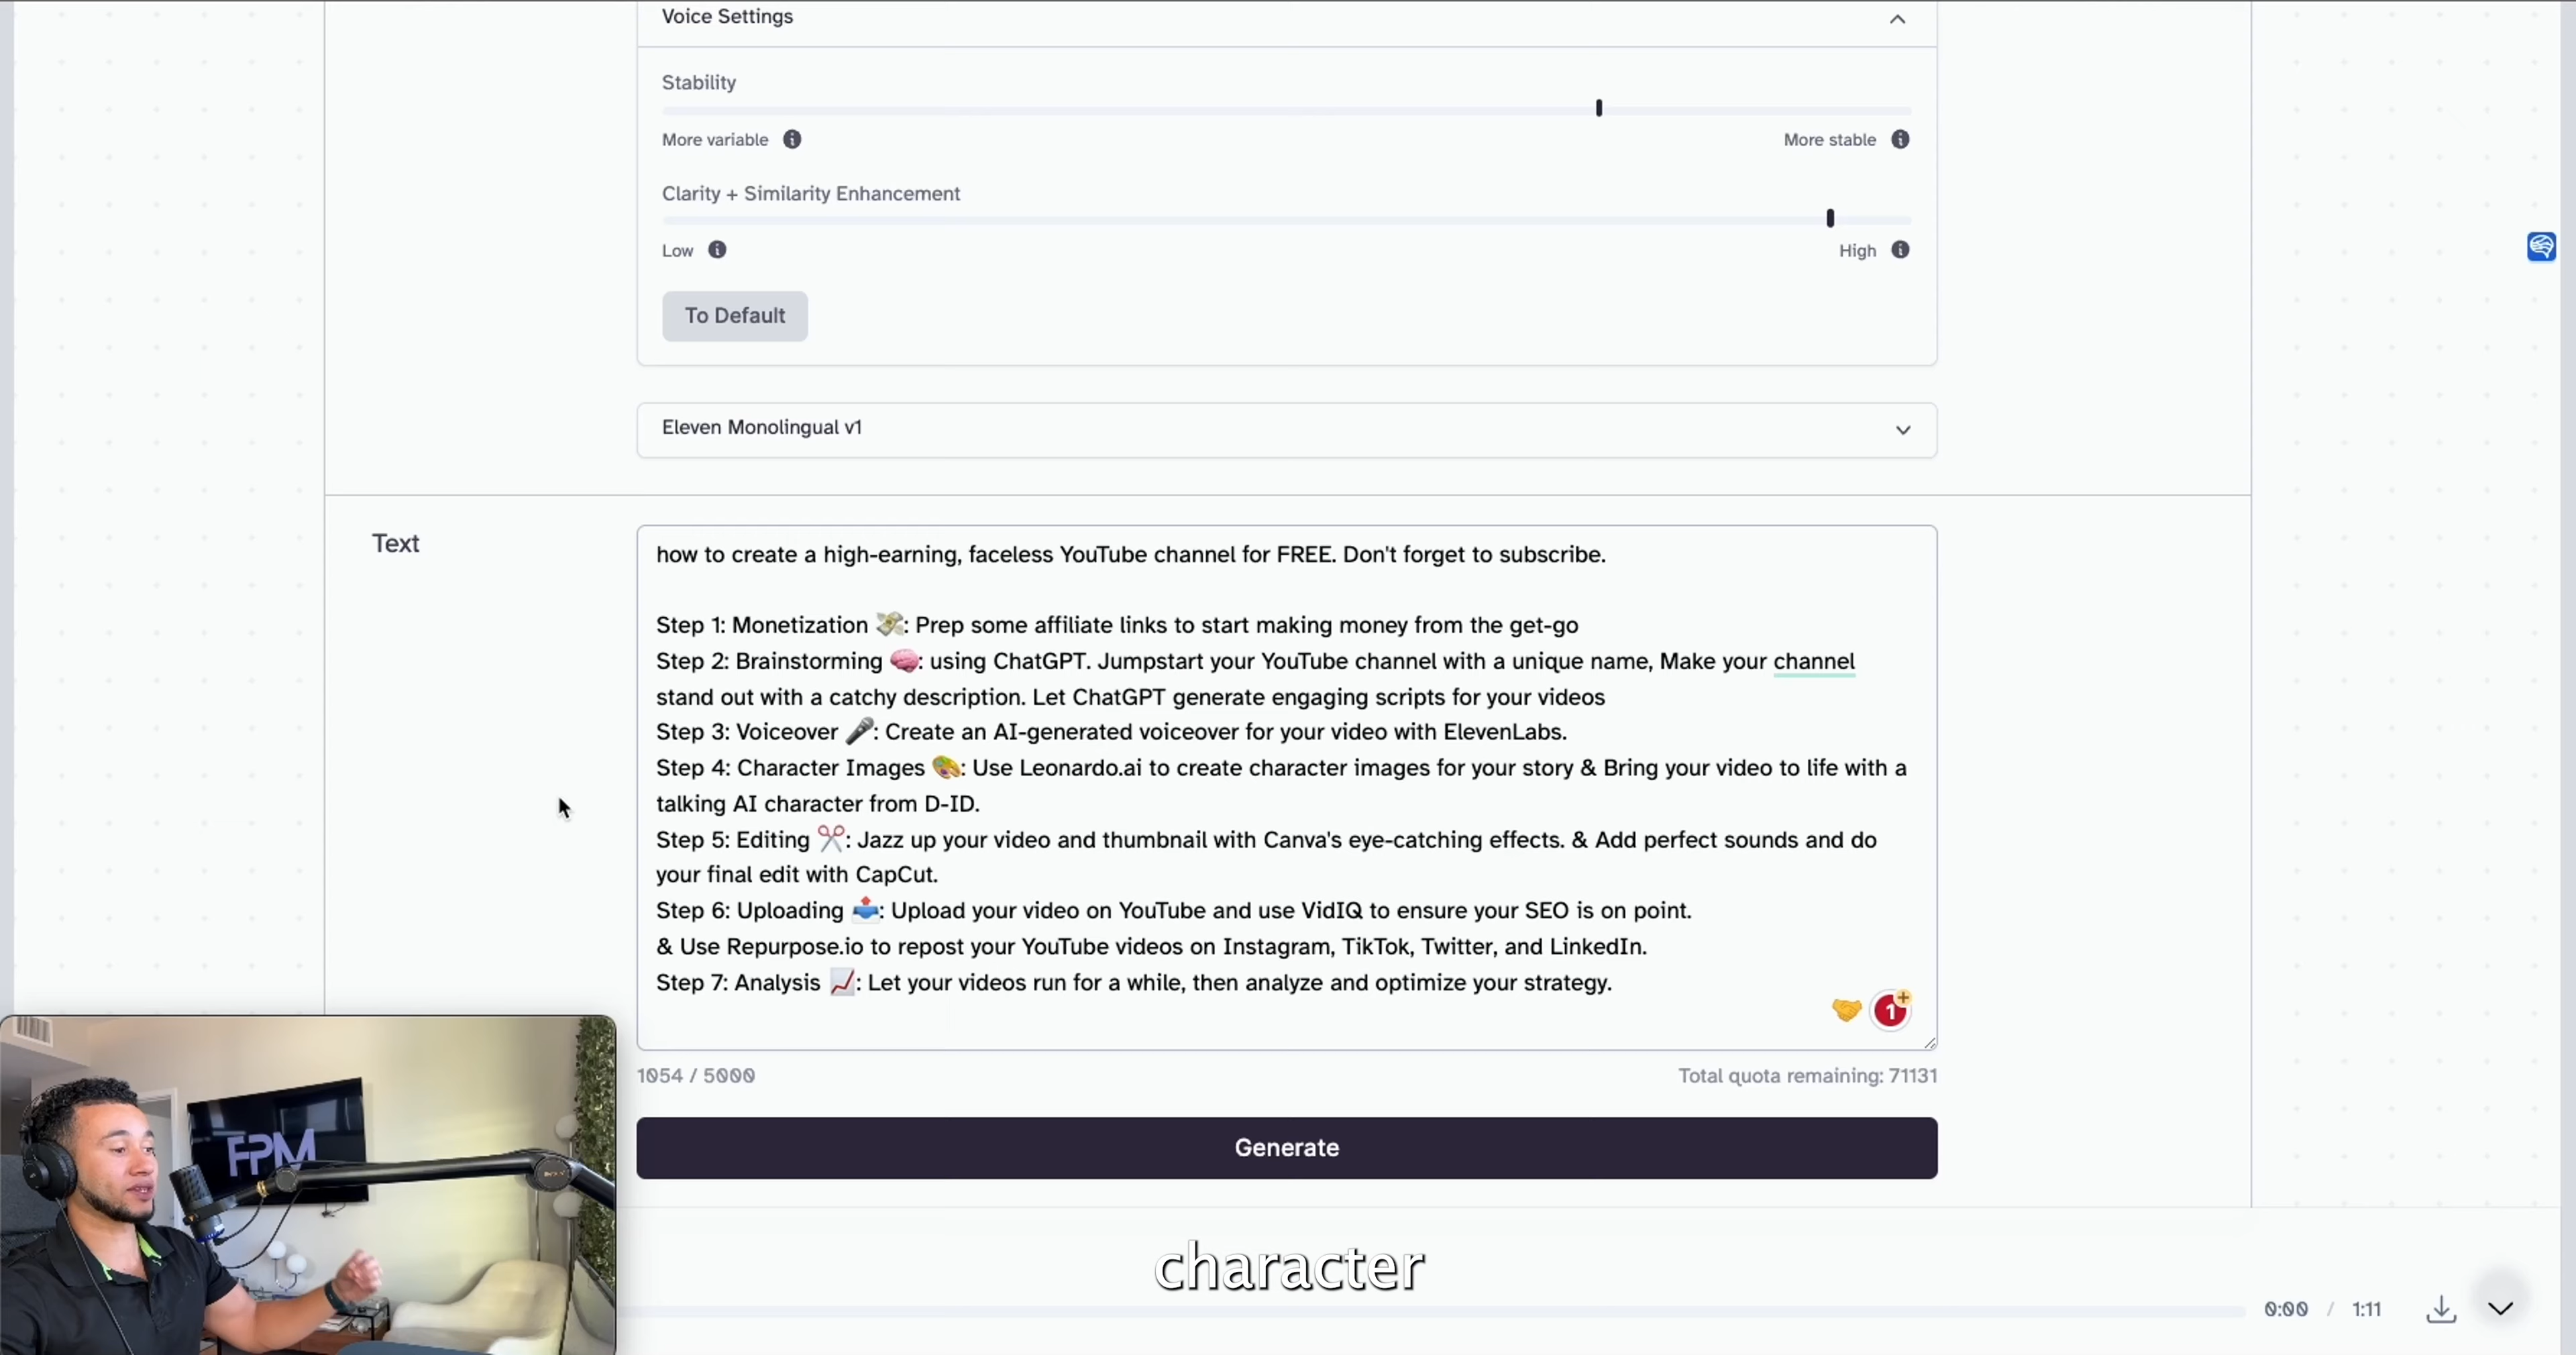 Voice Settings
Stability
More variable
More stable
Clarity + Similarity Enhancement
Low
High
To Default
Eleven Monolingual v1
Text
how to create a high-earning, faceless YouTube channel for FREE. Don't forget to subscribe.
Step 1: Monetization 💸: Prep some affiliate links to start making money from the get-go
Step 2: Brainstorming 🧠: using ChatGPT. Jumpstart your YouTube channel with a unique name, Make your channel
stand out with a catchy description. Let ChatGPT generate engaging scripts for your videos
Step 3: Voiceover 🎤: Create an AI-generated voiceover for your video with ElevenLabs.
Step 4: Character Images 🎨: Use Leonardo.ai to create character images for your story & Bring your video to life with a
talking AI character from D-ID.
Step 5: Editing ✂️: Jazz up your video and thumbnail with Canva's eye-catching effects. & Add perfect sounds and do
your final edit with CapCut.
Step 6: Uploading 📤: Upload your video on YouTube and use VidIQ to ensure your SEO is on point.
& Use Repurpose.io to repost your YouTube videos on Instagram, TikTok, Twitter, and LinkedIn.
Step 7: Analysis 📈: Let your videos run for a while, then analyze and optimize your strategy.
1
1054 / 5000
Total quota remaining: 71131
Generate
FPM
character
0:00 / 1:11